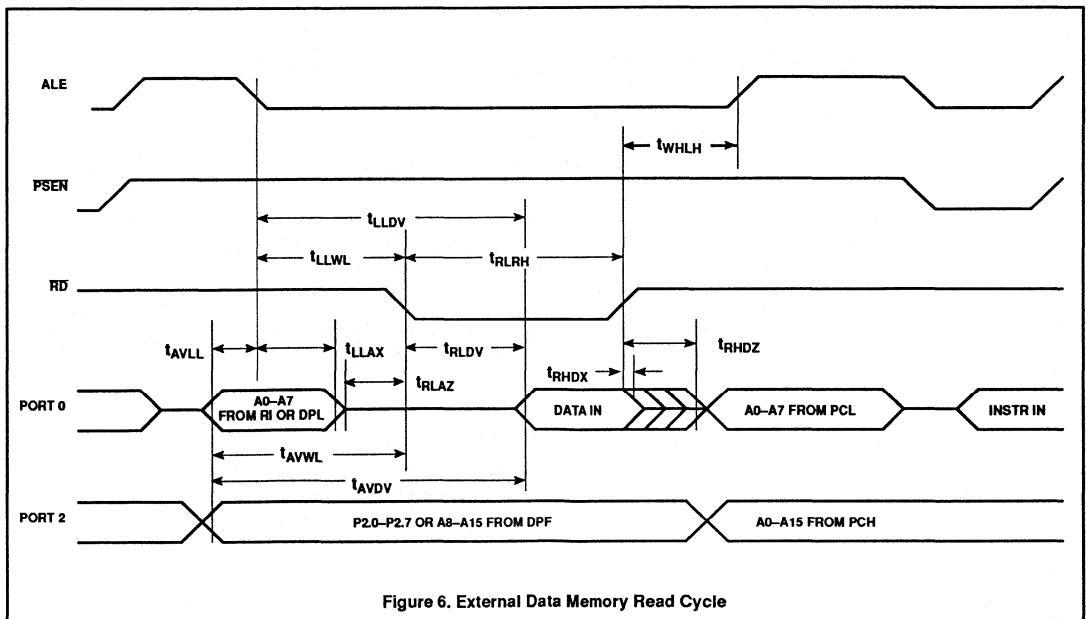 ALE
tWHLH
PSEN
tLLDV
tLLWL
tRLRH
RD
tAVLL
tLLAX
tRLDV
tRHDZ
tRLAZ
tRHDX
PORT 0
A0–A7
FROM RI OR DPL
DATA IN
A0–A7 FROM PCL
INSTR IN
tAVWL
tAVDV
PORT 2
P2.0–P2.7 OR A8–A15 FROM DPF
A0–A15 FROM PCH
Figure 6. External Data Memory Read Cycle